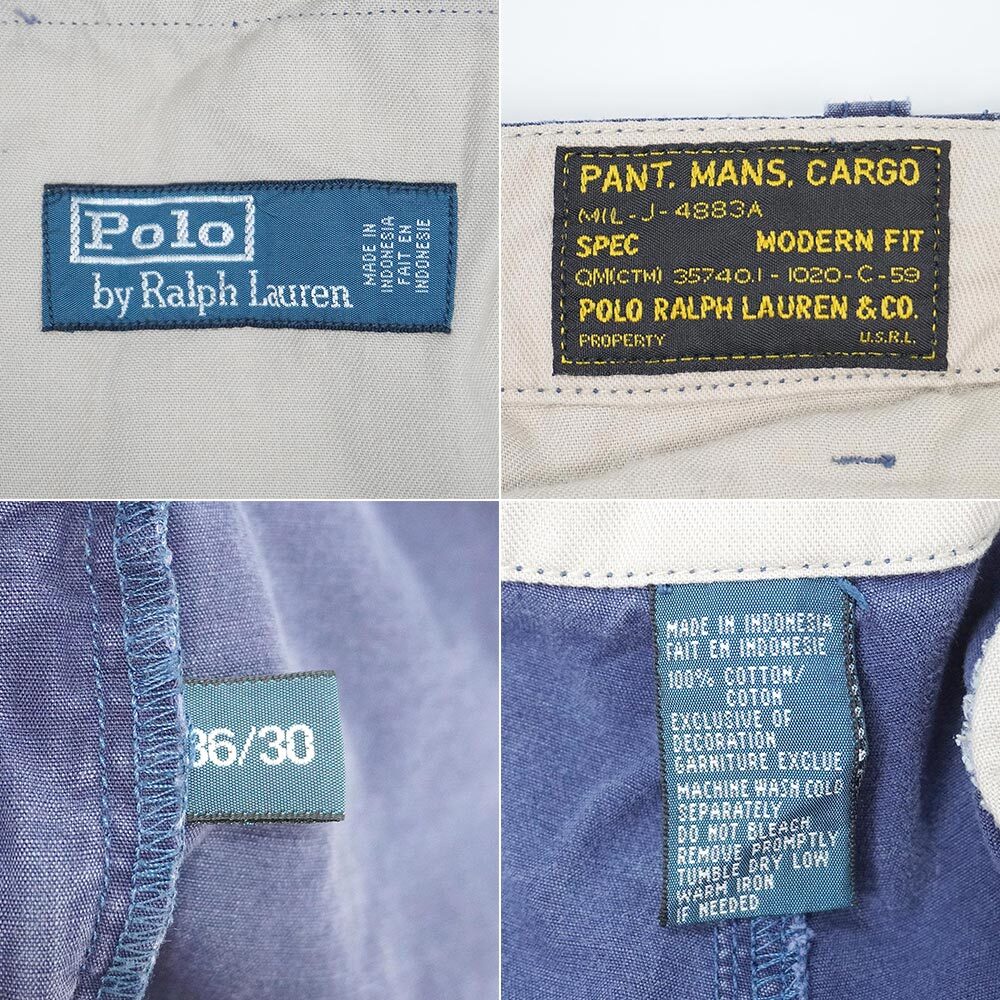 Polo
by Ralph Lauren
MADE IN
INDONESIA
FAIT EN
INDONESIE
PANT. MANS. CARGO
MIL-J-4883A
SPEC MODERN FIT
QM(CTM) 35740.1-1020-C-59
POLO RALPH LAUREN & CO.
PROPERTY U.S.R.L.
36/30
MADE IN INDONESIA
FAIT EN INDONESIE
100% COTTON/
COTON
EXCLUSIVE OF
DECORATION
GARNITURE EXCLUE
MACHINE WASH COLD
SEPARATELY
DO NOT BLEACH
REMOVE PROMPTLY
TUMBLE DRY LOW
WARM IRON
IF NEEDED